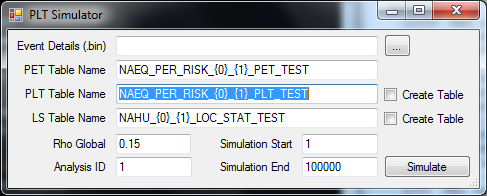 PLT Simulator
Event Details (.bin)
...
PET Table Name NAEQ_PER_RISK_{0}_{1}_PET_TEST
PLT Table Name NAEQ_PER_RISK_{0}_{1}_PLT_TEST Create Table
LS Table Name NAHU_{0}_{1}_LOC_STAT_TEST Create Table
Rho Global 0.15 Simulation Start 1
Analysis ID 1 Simulation End 100000 Simulate